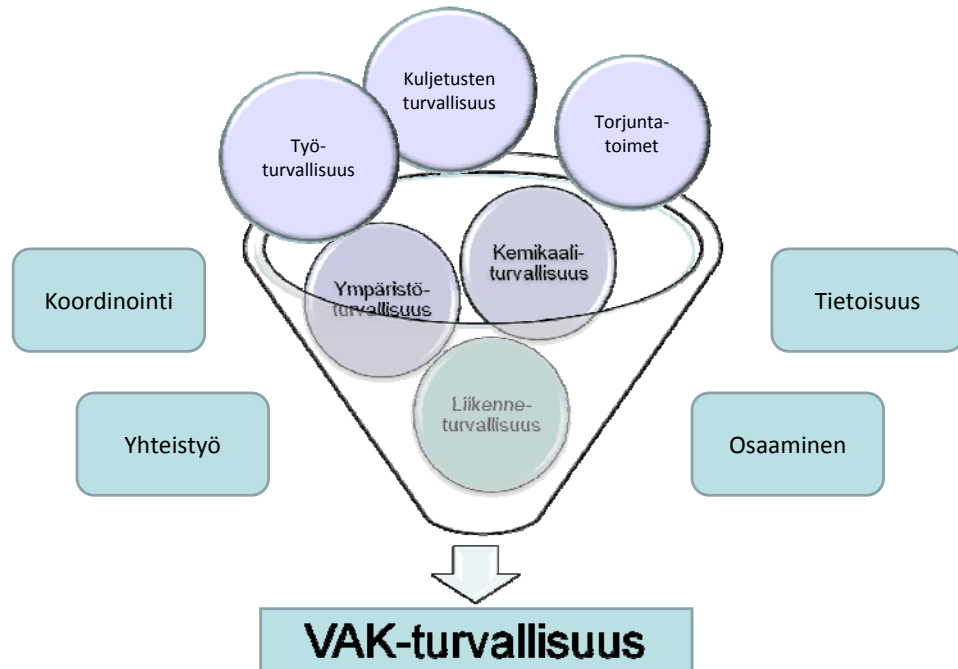 Kuljetusten
turvallisuus
Torjunta-
toimet
Työ-
turvallisuus
Kemikaali-
turvallisuus
Ympäristö-
turvallisuus
Koordinointi
Tietoisuus
Liikenne-
turvallisuus
Yhteistyö
Osaaminen
VAK-turvallisuus